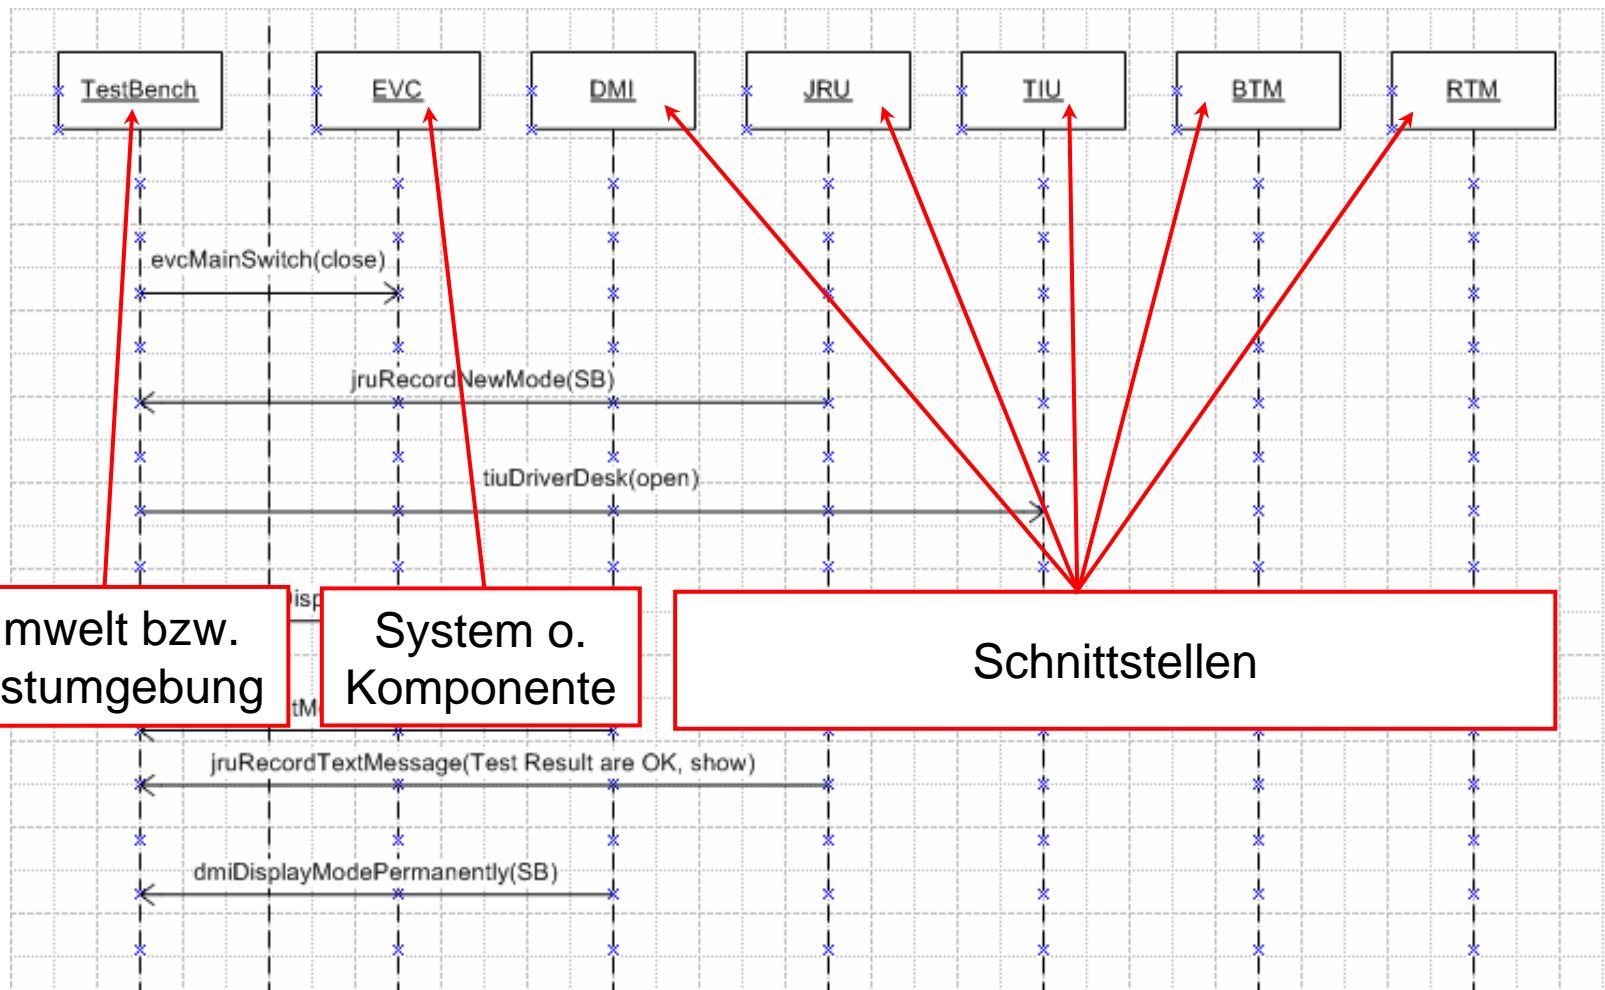 TestBench
EVC
DMI
JRU
TIU
BTM
RTM
evcMainSwitch(close)
jruRecordNewMode(SB)
tiuDriverDesk(open)
mwelt bzw.
stumgebung
System o.
Komponente
Schnittstellen
jruRecordTextMessage(Test Result are OK, show)
dmiDisplayModePermanently(SB)